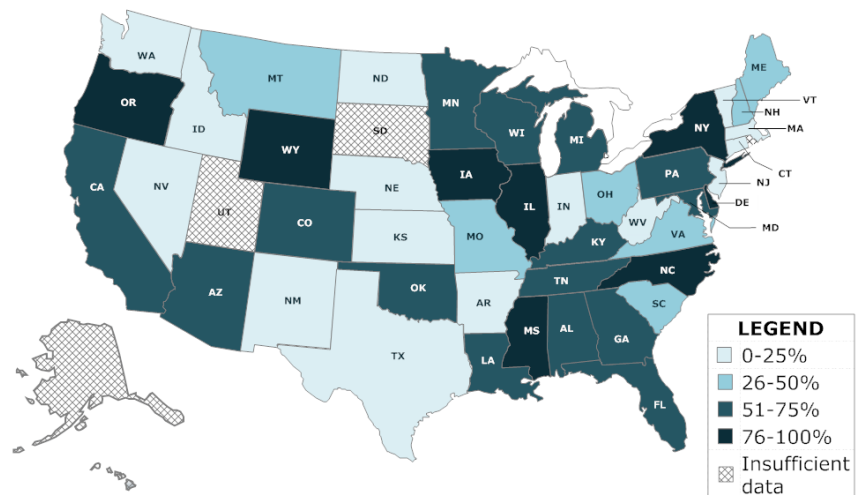 WA
MT
ND
ME
VT
OR
MN
NH
ID
SD
WI
NY
MA
WY
MI
CT
IA
PA
NJ
NV
NE
OH
CA
UT
IL
IN
DE
CO
WV
MD
KS
MO
KY
VA
AZ
OK
TN
NC
NM
AR
SC
MS
AL
GA
TX
LA
FL
LEGEND
0-25%
26-50%
51-75%
76-100%
Insufficient
data